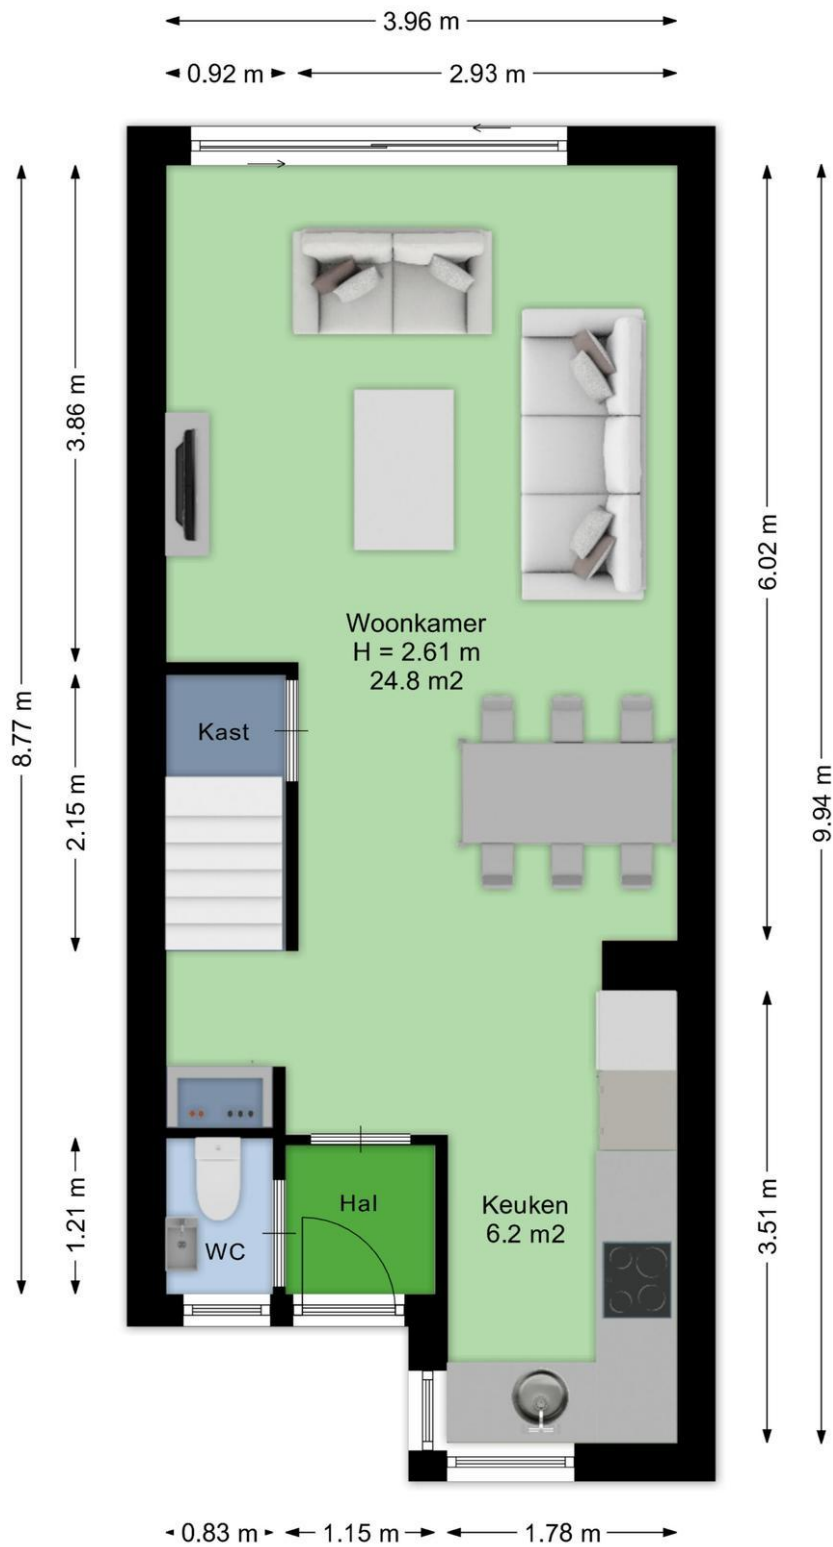 3.96 m
0.92 m
2.93 m
3.86 m
6.02 m
Woonkamer
H = 2.61 m
24.8 m2
8.77 m
Kast
2.15 m
9.94 m
1.21 m
WC
Hal
Keuken
6.2 m2
3.51 m
0.83 m
1.15 m
1.78 m